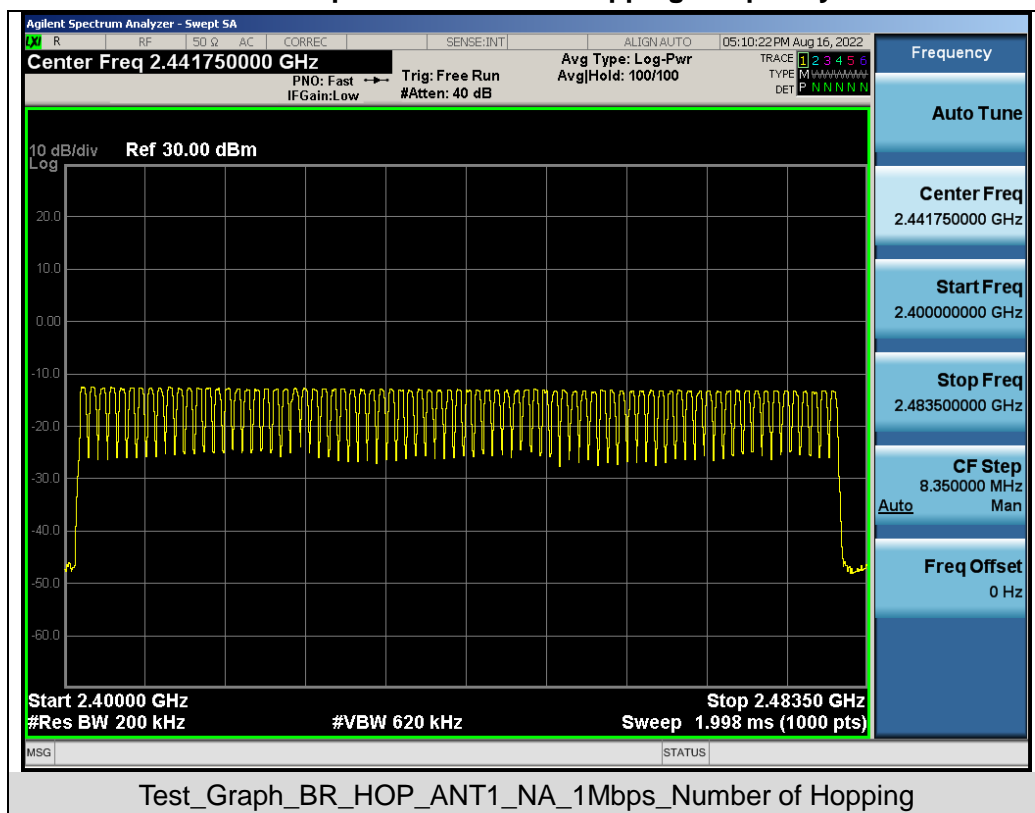 Agilent Spectrum Analyzer - Swept SA
LXI R RF 50 Ω AC CORREC SENSE:INT ALIGN AUTO 05:10:22 PM Aug 16, 2022
Center Freq 2.441750000 GHz
PNO: Fast
IFGain:Low
Trig: Free Run
#Atten: 40 dB
Avg Type: Log-Pwr
Avg|Hold: 100/100
TRACE 1 2 3 4 5 6
TYPE M
DET P N N N N N
10 dB/div Ref 30.00 dBm
Log
20.0
10.0
0.00
-10.0
-20.0
-30.0
-40.0
-50.0
-60.0
Start 2.40000 GHz Stop 2.48350 GHz
#Res BW 200 kHz #VBW 620 kHz Sweep 1.998 ms (1000 pts)
MSG STATUS
Frequency
Auto Tune
Center Freq
2.441750000 GHz
Start Freq
2.400000000 GHz
Stop Freq
2.483500000 GHz
CF Step
8.350000 MHz
Auto Man
Freq Offset
0 Hz
Test_Graph_BR_HOP_ANT1_NA_1Mbps_Number of Hopping